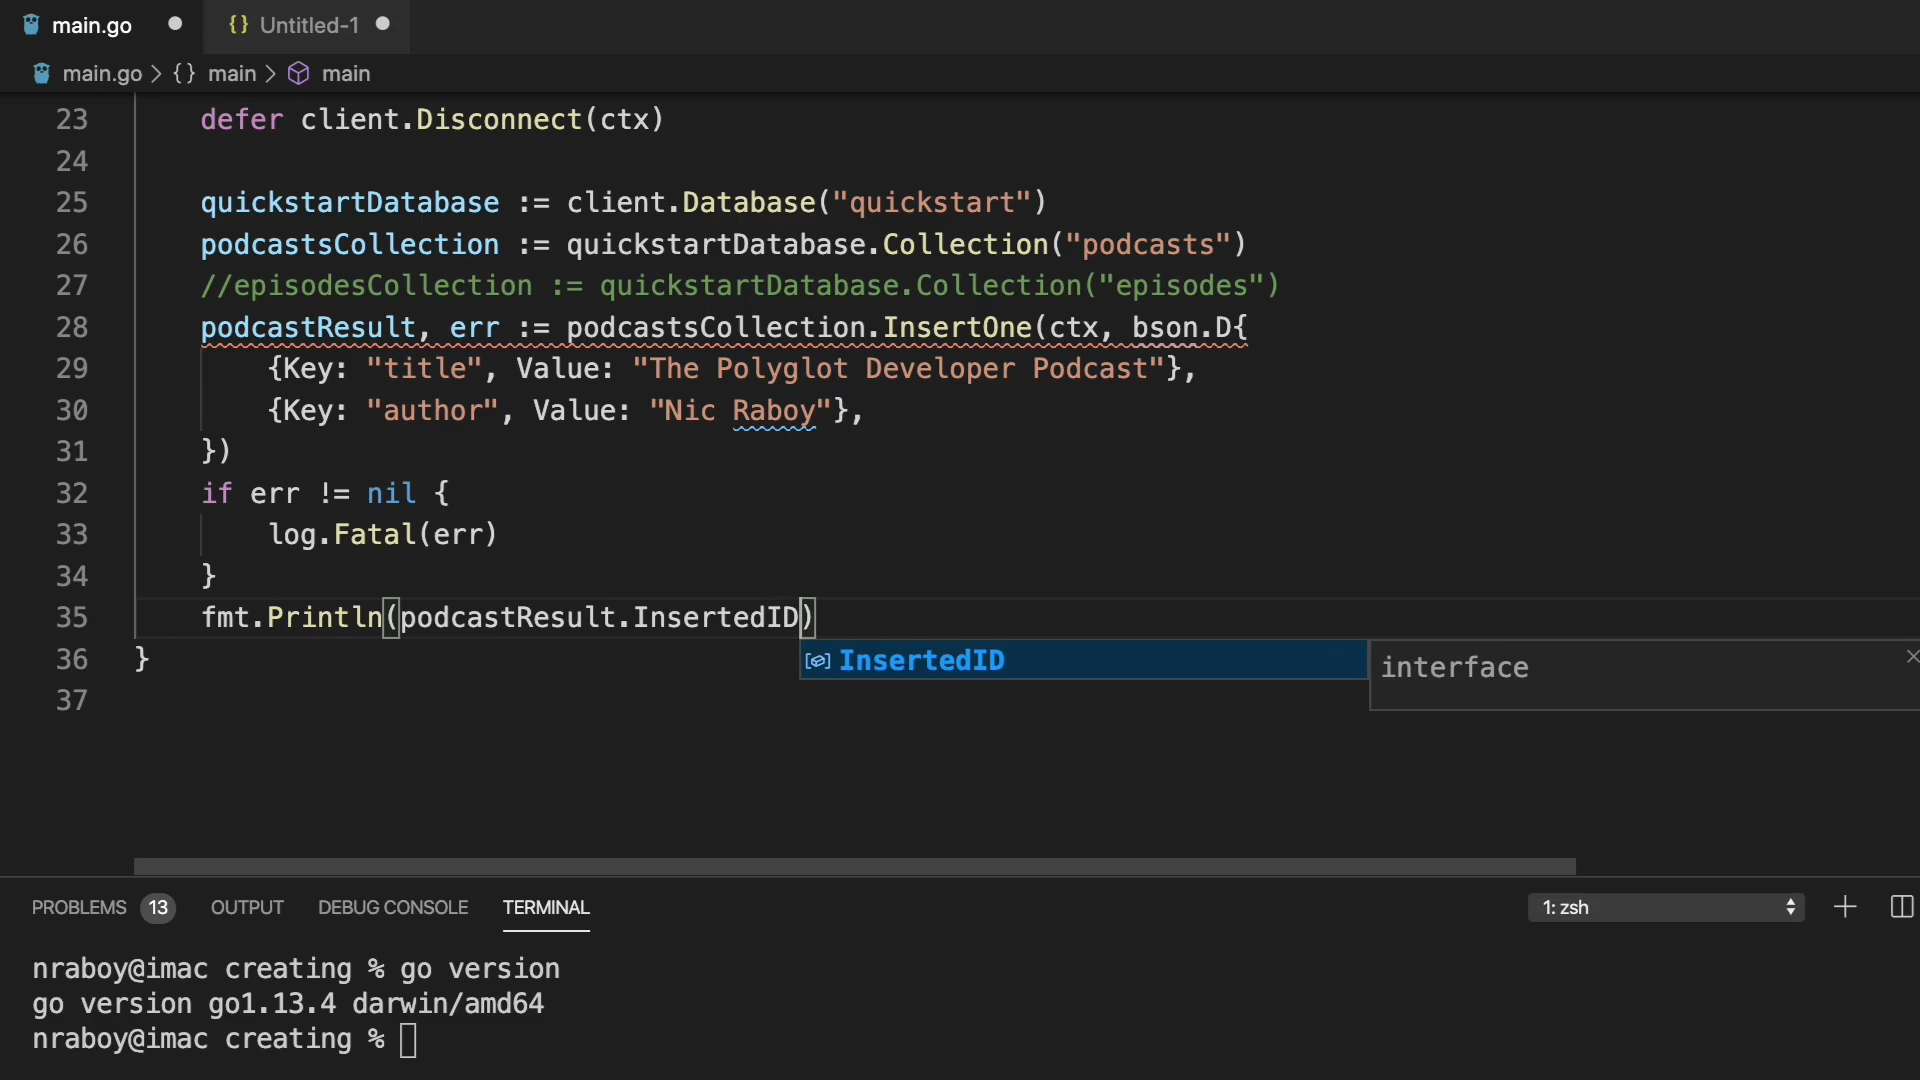 main.go
{} Untitled-1
main.go > {} main > main
23 defer client.Disconnect(ctx)
24
25 quickstartDatabase := client.Database("quickstart")
26 podcastsCollection := quickstartDatabase.Collection("podcasts")
27 //episodesCollection := quickstartDatabase.Collection("episodes")
28 podcastResult, err := podcastsCollection.InsertOne(ctx, bson.D{
29 {Key: "title", Value: "The Polyglot Developer Podcast"},
30 {Key: "author", Value: "Nic Raboy"},
31 })
32 if err != nil {
33 log.Fatal(err)
34 }
35 fmt.Println(podcastResult.InsertedID)
36 }
InsertedID
interface
37
PROBLEMS 13 OUTPUT DEBUG CONSOLE TERMINAL 1: zsh
nraboy@imac creating % go version
go version go1.13.4 darwin/amd64
nraboy@imac creating %